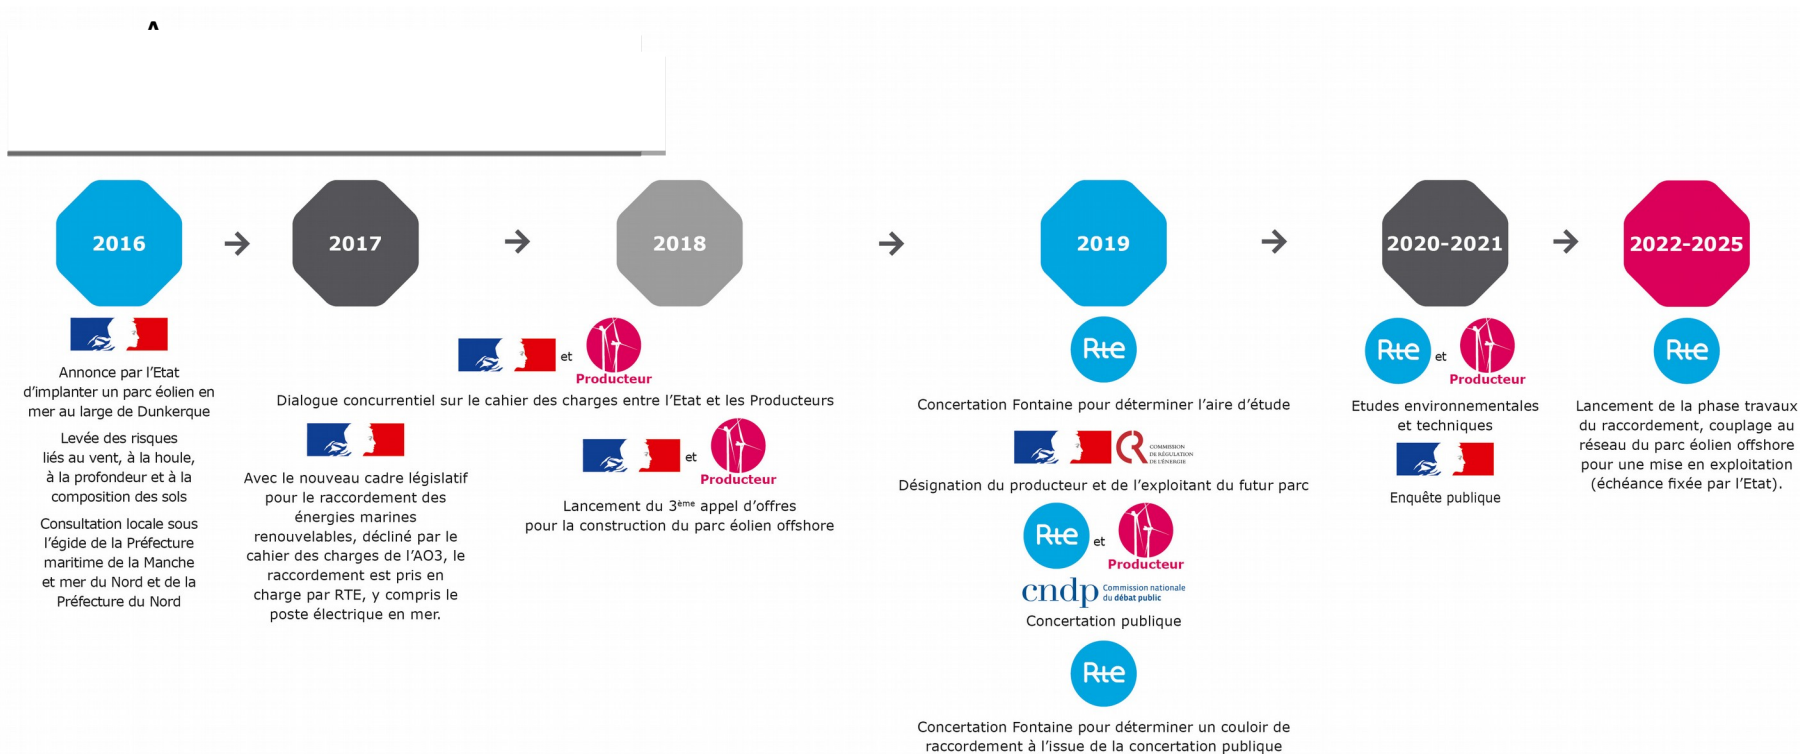 A
2016
2017
2018
2019
2020-2021
2022-2025
Annonce par l'Etat
d'implanter un parc éolien en
mer au large de Dunkerque
Levée des risques
liés au vent, à la houle,
à la profondeur et à la
composition des sols
Consultation locale sous
l'égide de la Préfecture
maritime de la Manche
et mer du Nord et de la
Préfecture du Nord
et
Producteur
Dialogue concurrentiel sur le cahier des charges entre l'Etat et les Producteurs
Avec le nouveau cadre législatif
pour le raccordement des
énergies marines
renouvelables, décliné par le
cahier des charges de l'AO3, le
raccordement est pris en
charge par RTE, y compris le
poste électrique en mer.
et
Producteur
Lancement du 3ème appel d'offres
pour la construction du parc éolien offshore
Rte
Concertation Fontaine pour déterminer l'aire d'étude
CR
COMMISSION
DE RÉGULATION
DE L'ÉNERGIE
Désignation du producteur et de l'exploitant du futur parc
Rte et
Producteur
cndp Commission nationale
du débat public
Concertation publique
Rte
Concertation Fontaine pour déterminer un couloir de
raccordement à l'issue de la concertation publique
Rte et
Producteur
Etudes environnementales
et techniques
Enquête publique
Rte
Lancement de la phase travaux
du raccordement, couplage au
réseau du parc éolien offshore
pour une mise en exploitation
(échéance fixée par l'Etat).